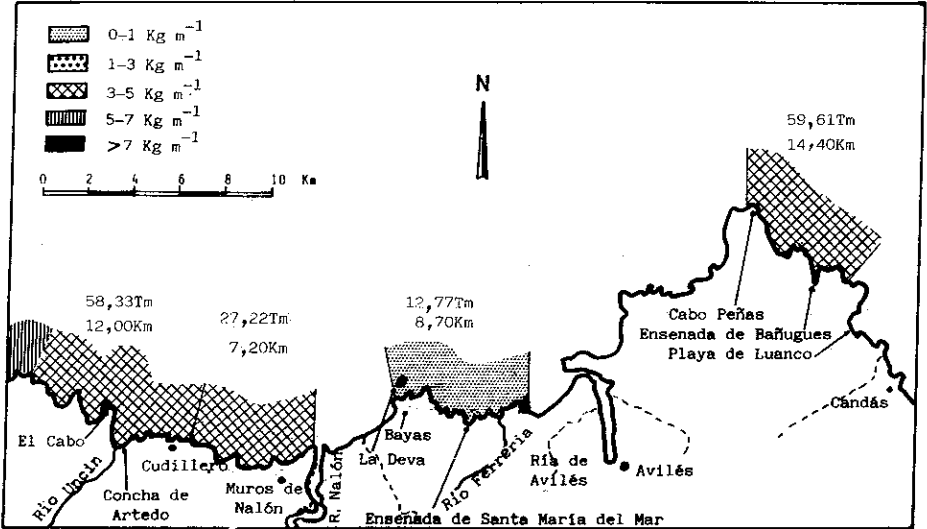 0-1 Kg m⁻¹
1-3 Kg m⁻¹
3-5 Kg m⁻¹
5-7 Kg m⁻¹
>7 Kg m⁻¹
0 2 4 6 8 10 Km
N
59,61Tm
14,40Km
58,33Tm
12,00Km
27,22Tm
7,20Km
12,77Tm
8,70Km
Cabo Peñas
Ensenada de Bañugues
Playa de Luanco
Cándás
El Cabo
Río Uncín
Concha de
Artedo
Cudillero
Muros de
Nalón
R. Nalón
La Deva
Bayas
Río Ferrería
Ensenada de Santa María del Mar
Ría de
Avilés
Avilés